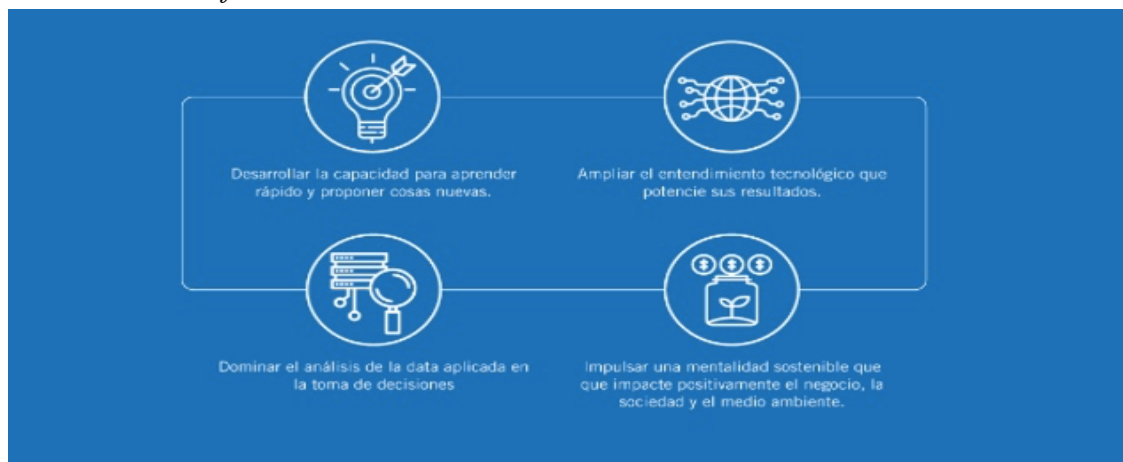 Desarrollar la capacidad para aprender
rápido y proponer cosas nuevas.
Ampliar el entendimiento tecnológico que
potencie sus resultados.
Dominar el análisis de la data aplicada en
la toma de decisiones
Impulsar una mentalidad sostenible que
que impacte positivamente el negocio, la
sociedad y el medio ambiente.